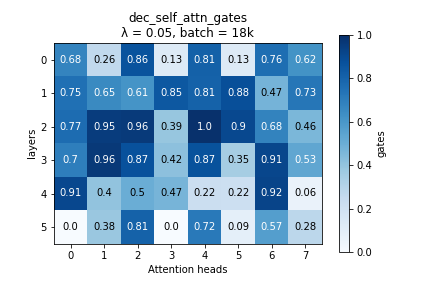 dec_self_attn_gates
λ = 0.05, batch = 18k
0 0.68 0.26 0.86 0.13 0.81 0.13 0.76 0.62
1 0.75 0.65 0.61 0.85 0.81 0.88 0.47 0.73
2 0.77 0.95 0.96 0.39 1.0 0.9 0.68 0.46
3 0.7 0.96 0.87 0.42 0.87 0.35 0.91 0.53
4 0.91 0.4 0.5 0.47 0.22 0.22 0.92 0.06
5 0.0 0.38 0.81 0.0 0.72 0.09 0.57 0.28
0 1 2 3 4 5 6 7
layers
Attention heads
1.0
0.8
0.6
0.4
0.2
0.0
gates